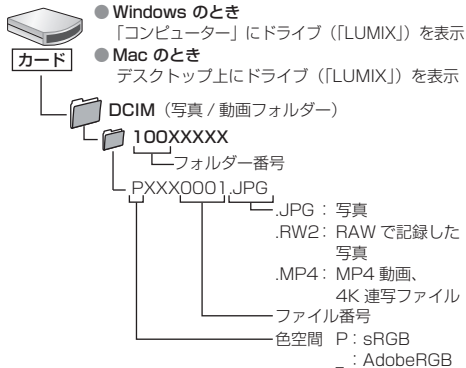 ● Windows のとき
「コンピューター」にドライブ（「LUMIX」）を表示
● Mac のとき
デスクトップ上にドライブ（「LUMIX」）を表示
カード
DCIM（写真 / 動画フォルダー）
100XXXXX
フォルダー番号
PXXX0001.JPG
.JPG： 写真
.RW2： RAW で記録した
写真
.MP4： MP4 動画、
4K 連写ファイル
ファイル番号
色空間 P：sRGB
_：AdobeRGB